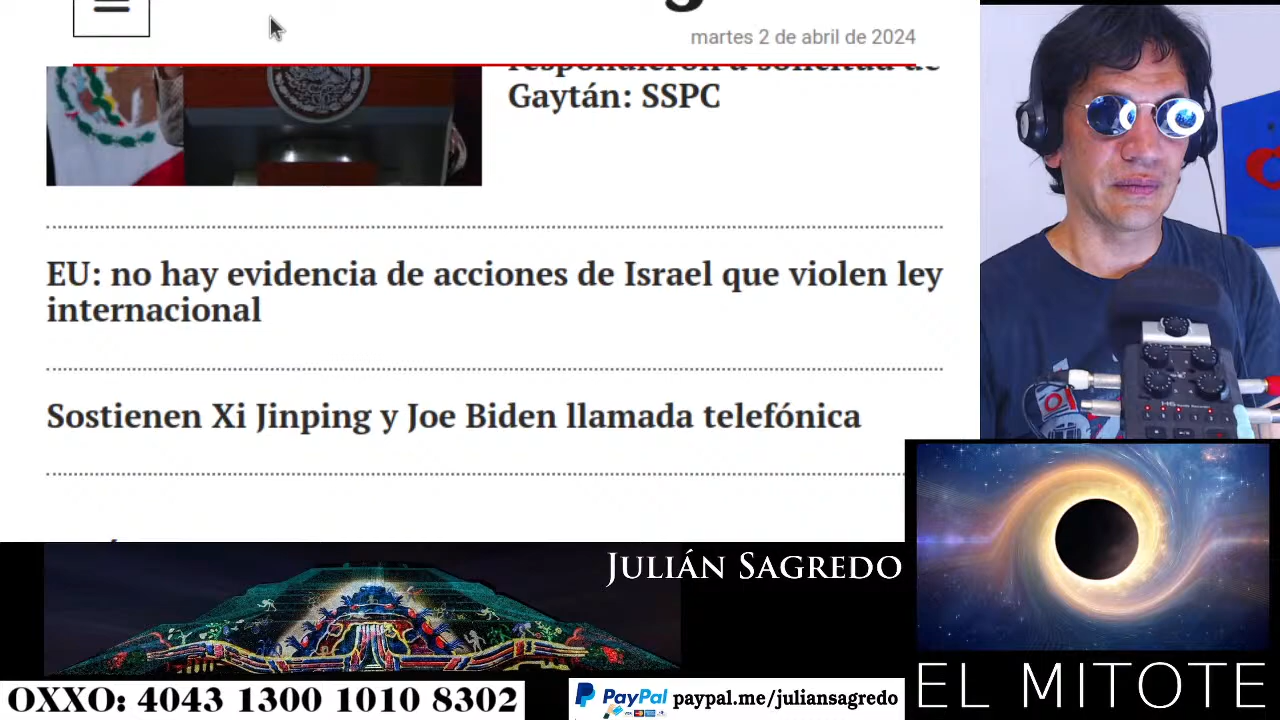 martes 2 de abril de 2024
respondieron a solicitud de
Gaytán: SSPC
EU: no hay evidencia de acciones de Israel que violen ley
internacional
Sostienen Xi Jinping y Joe Biden llamada telefónica
JULIÁN SAGREDO
OXXO: 4043 1300 1010 8302
PayPal paypal.me/juliansagredo
EL MITOTE